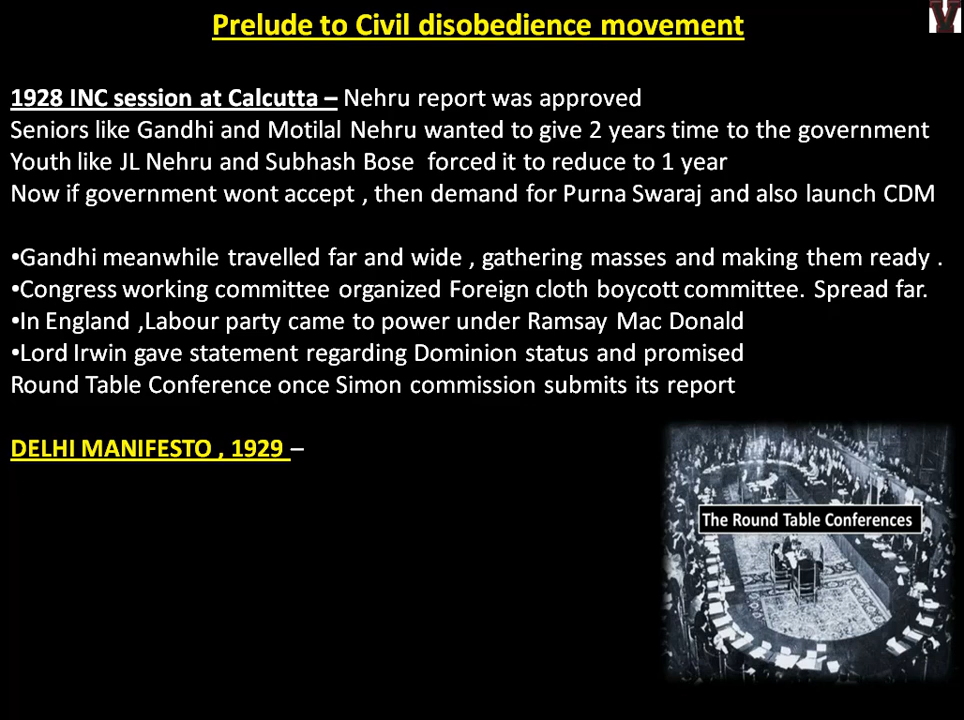 Prelude to Civil disobedience movement
1928 INC session at Calcutta – Nehru report was approved
Seniors like Gandhi and Motilal Nehru wanted to give 2 years time to the government
Youth like JL Nehru and Subhash Bose forced it to reduce to 1 year
Now if government wont accept , then demand for Purna Swaraj and also launch CDM
•Gandhi meanwhile travelled far and wide , gathering masses and making them ready .
•Congress working committee organized Foreign cloth boycott committee. Spread far.
•In England ,Labour party came to power under Ramsay Mac Donald
•Lord Irwin gave statement regarding Dominion status and promised
Round Table Conference once Simon commission submits its report
DELHI MANIFESTO , 1929 –
The Round Table Conferences